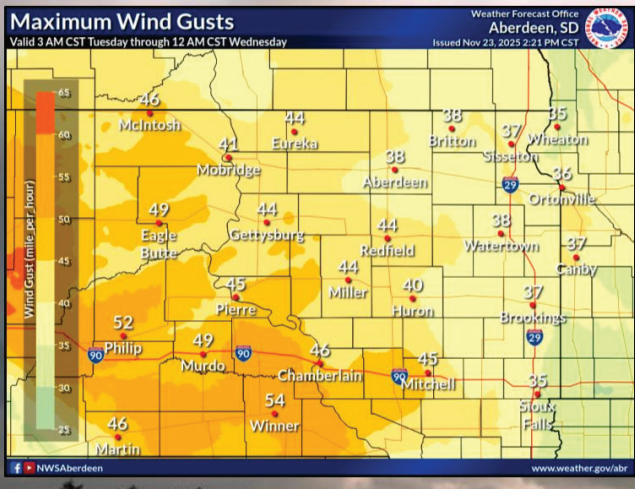 Maximum Wind Gusts
Valid 3 AM CST Tuesday through 12 AM CST Wednesday
Weather Forecast Office
Aberdeen, SD
Issued Nov 23, 2025 2:21 PM CST
Wind Gust (mile_per_hour)
65
60
55
50
45
40
35
30
25
46
McIntosh
44
Eureka
38
Britton
37
Sisseton
35
Wheaton
41
Mobridge
38
Aberdeen
29
36
Ortonville
49
Eagle
Butte
44
Gettysburg
44
Redfield
38
Watertown
37
Canby
45
Pierre
44
Miller
40
Huron
37
Brookings
52
Philip
90
49
Murdo
90
46
Chamberlain
90
45
Mitchell
29
35
Sioux
Falls
54
Winner
46
Martin
NWSAberdeen
www.weather.gov/abr